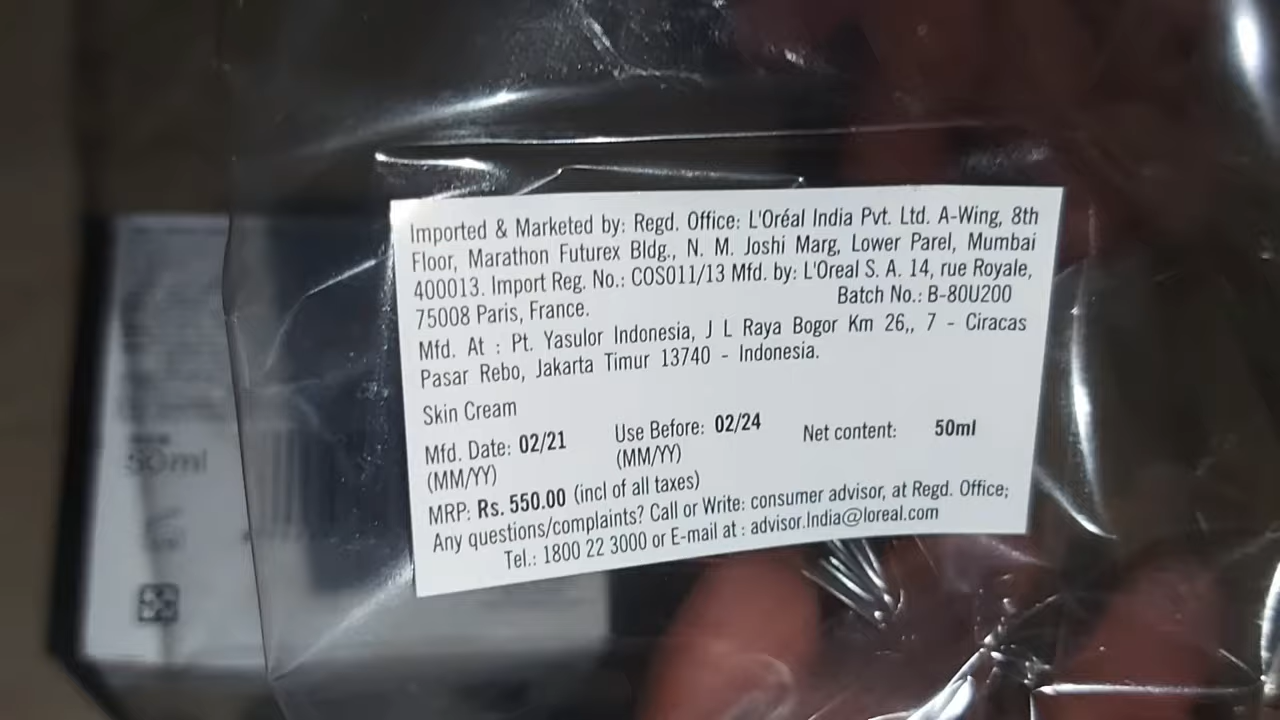 Imported & Marketed by: Regd. Office: L'Oréal India Pvt. Ltd. A-Wing, 8th
Floor, Marathon Futurex Bldg., N. M. Joshi Marg, Lower Parel, Mumbai
400013. Import Reg. No.: COS011/13 Mfd. by: L'Oreal S. A. 14, rue Royale,
75008 Paris, France. Batch No.: B-80U200
Mfd. At : Pt. Yasulor Indonesia, J L Raya Bogor Km 26,, 7 - Ciracas
Pasar Rebo, Jakarta Timur 13740 - Indonesia.
Skin Cream
Mfd. Date: 02/21 Use Before: 02/24 Net content: 50ml
(MM/YY) (MM/YY)
MRP: Rs. 550.00 (incl of all taxes)
Any questions/complaints? Call or Write: consumer advisor, at Regd. Office;
Tel.: 1800 22 3000 or E-mail at : advisor.India@loreal.com
50ml